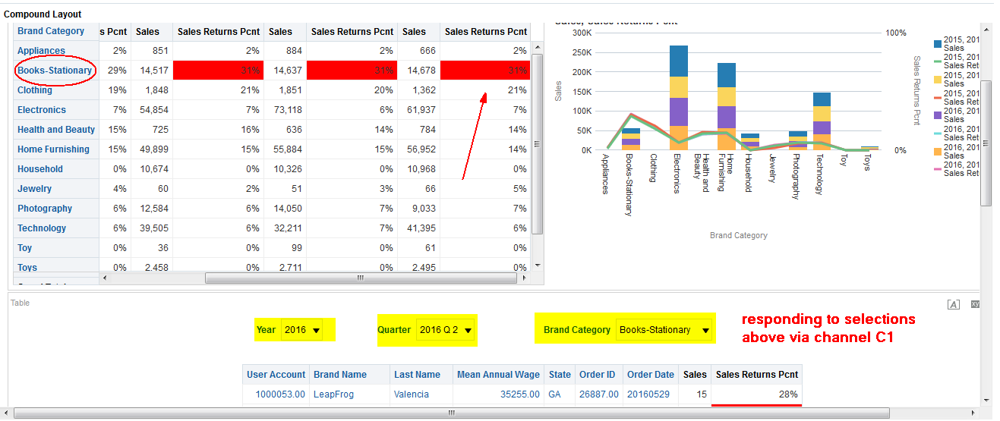 Compound Layout
Brand Category s Pcnt Sales Sales Returns Pcnt Sales Sales Returns Pcnt Sales Sales Returns Pcnt
Appliances 2% 851 2% 884 2% 666 2%
Books-Stationary 29% 14,517 31% 14,637 31% 14,678 31%
Clothing 19% 1,848 21% 1,851 20% 1,362 21%
Electronics 7% 54,854 7% 73,118 6% 61,937 7%
Health and Beauty 15% 725 16% 636 14% 784 14%
Home Furnishing 15% 49,899 15% 55,884 15% 56,952 14%
Household 0% 10,674 0% 10,326 0% 10,968 0%
Jewelry 4% 60 2% 51 3% 66 5%
Photography 6% 12,584 6% 14,050 7% 9,033 7%
Technology 6% 39,505 6% 32,211 7% 41,395 6%
Toy 0% 36 0% 99 0% 61 0%
Toys 0% 2,458 0% 2,711 0% 2,495 0%
Sales, Sales Returns Pcnt
300K
250K
200K
150K
100K
50K
0K
Sales
100%
0%
Sales Returns Pcnt
Appliances
Books-Stationary
Clothing
Electronics
Health and
Beauty
Home
Furnishing
Household
Jewelry
Photography
Technology
Toy
Toys
Brand Category
2015, 201
Sales
2015, 201
Sales Ret
2015, 201
Sales
2015, 201
Sales Ret
2016, 201
Sales
2016, 201
Sales Ret
2016, 201
Sales
2016, 201
Sales Ret
Table
A
xy
Year 2016 Quarter 2016 Q 2 Brand Category Books-Stationary
responding to selections
above via channel C1
User Account Brand Name Last Name Mean Annual Wage State Order ID Order Date Sales Sales Returns Pcnt
1000053.00 LeapFrog Valencia 35255.00 GA 26887.00 20160529 15 28%